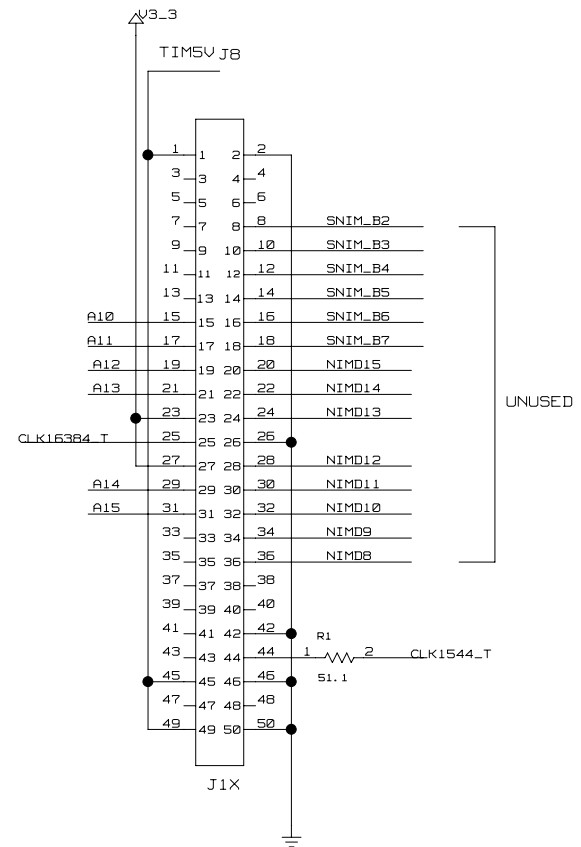 V3_3
TIM5V J8
1 1 2 2
3 3 4 4
5 5 6 6
7 7 8 8 SNIM_B2
9 9 10 10 SNIM_B3
11 11 12 12 SNIM_B4
13 13 14 14 SNIM_B5
A10 15 15 16 16 SNIM_B6
A11 17 17 18 18 SNIM_B7
A12 19 19 20 20 NIMD15
A13 21 21 22 22 NIMD14
UNUSED
23 23 24 24 NIMD13
CLK16384_T 25 25 26 26
27 27 28 28 NIMD12
A14 29 29 30 30 NIMD11
A15 31 31 32 32 NIMD10
33 33 34 34 NIMD9
35 35 36 36 NIMD8
37 37 38 38
39 39 40 40
41 41 42 42
R1
43 43 44 44 1 2 CLK1544_T
51.1
45 45 46 46
47 47 48 48
49 49 50 50
J1X